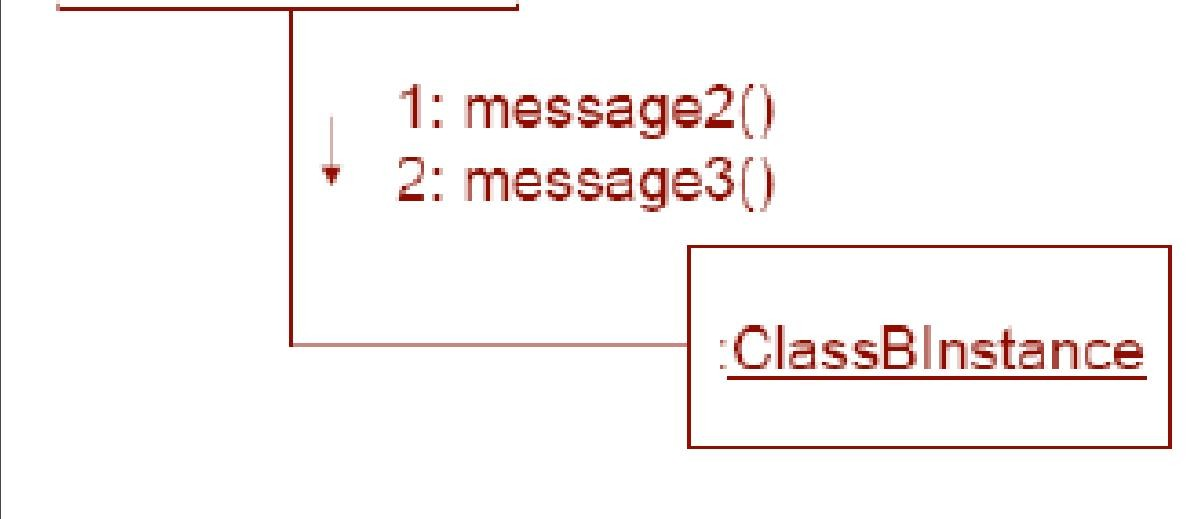 1: message2()
2: message3()
:ClassBInstance